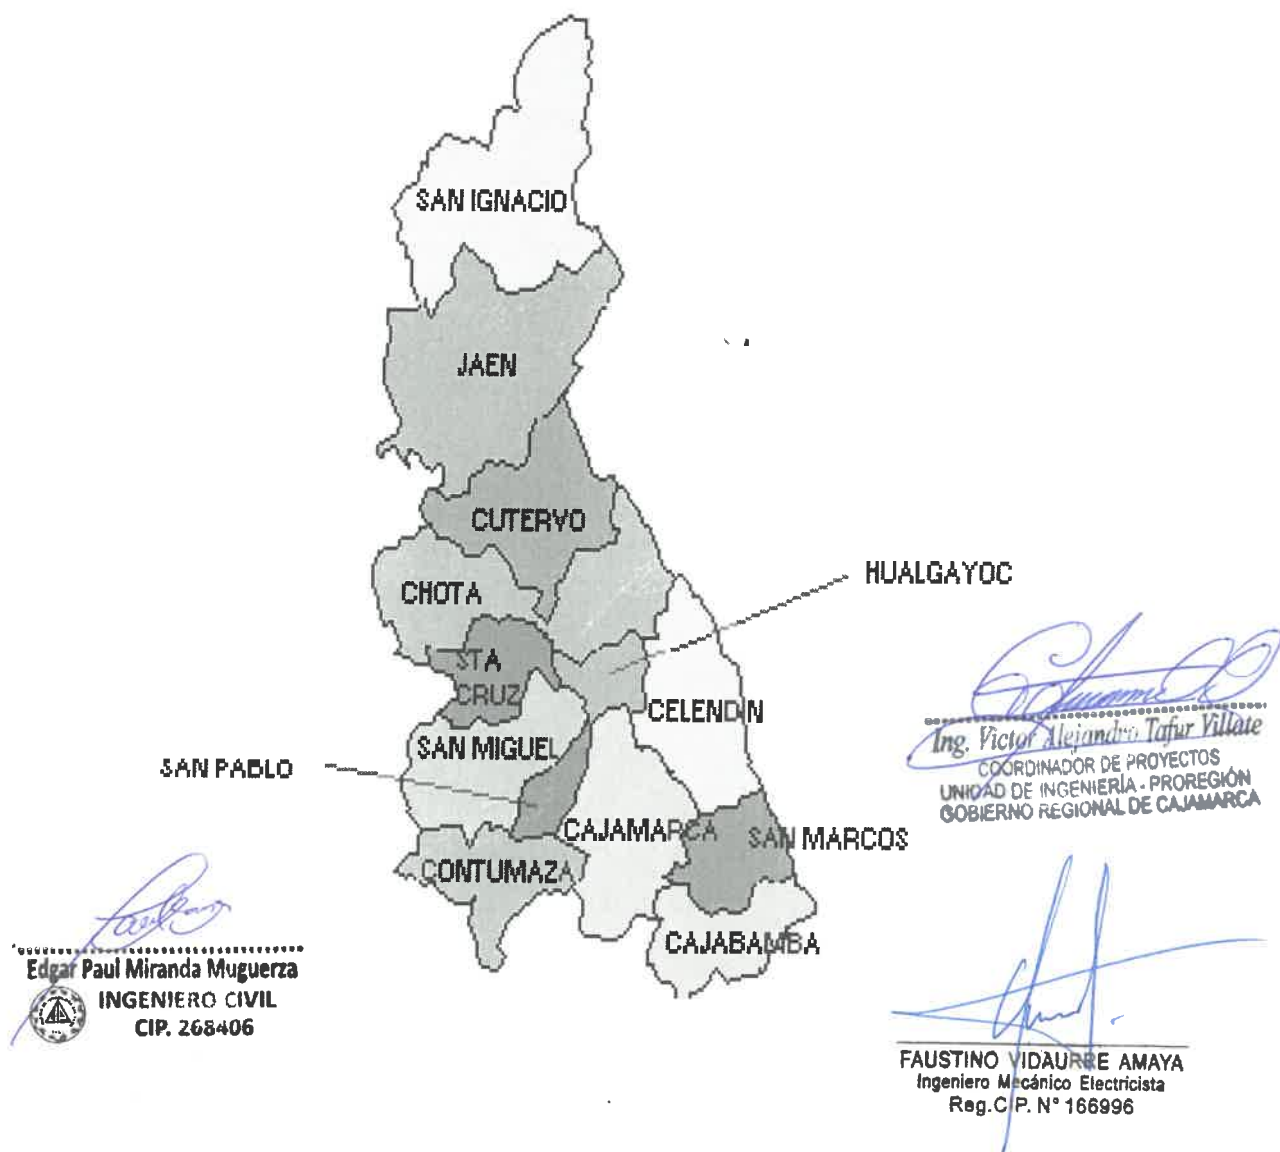 SAN IGNACIO
JAEN
CUTERVO
HUALGAYOC
CHOTA
STA
CRUZ
CELENDIN
SAN MIGUEL
SAN PABLO
CAJAMARCA
SAN MARCOS
CONTUMAZA
CAJABAMBA
Ing. Victor Alejandro Tafur Villate
COORDINADOR DE PROYECTOS
UNIDAD DE INGENIERÍA - PROREGIÓN
GOBIERNO REGIONAL DE CAJAMARCA
Edgar Paul Miranda Muguerza
INGENIERO CIVIL
CIP. 268406
FAUSTINO VIDAURRE AMAYA
Ingeniero Mecánico Electricista
Reg.CIP. N° 166996